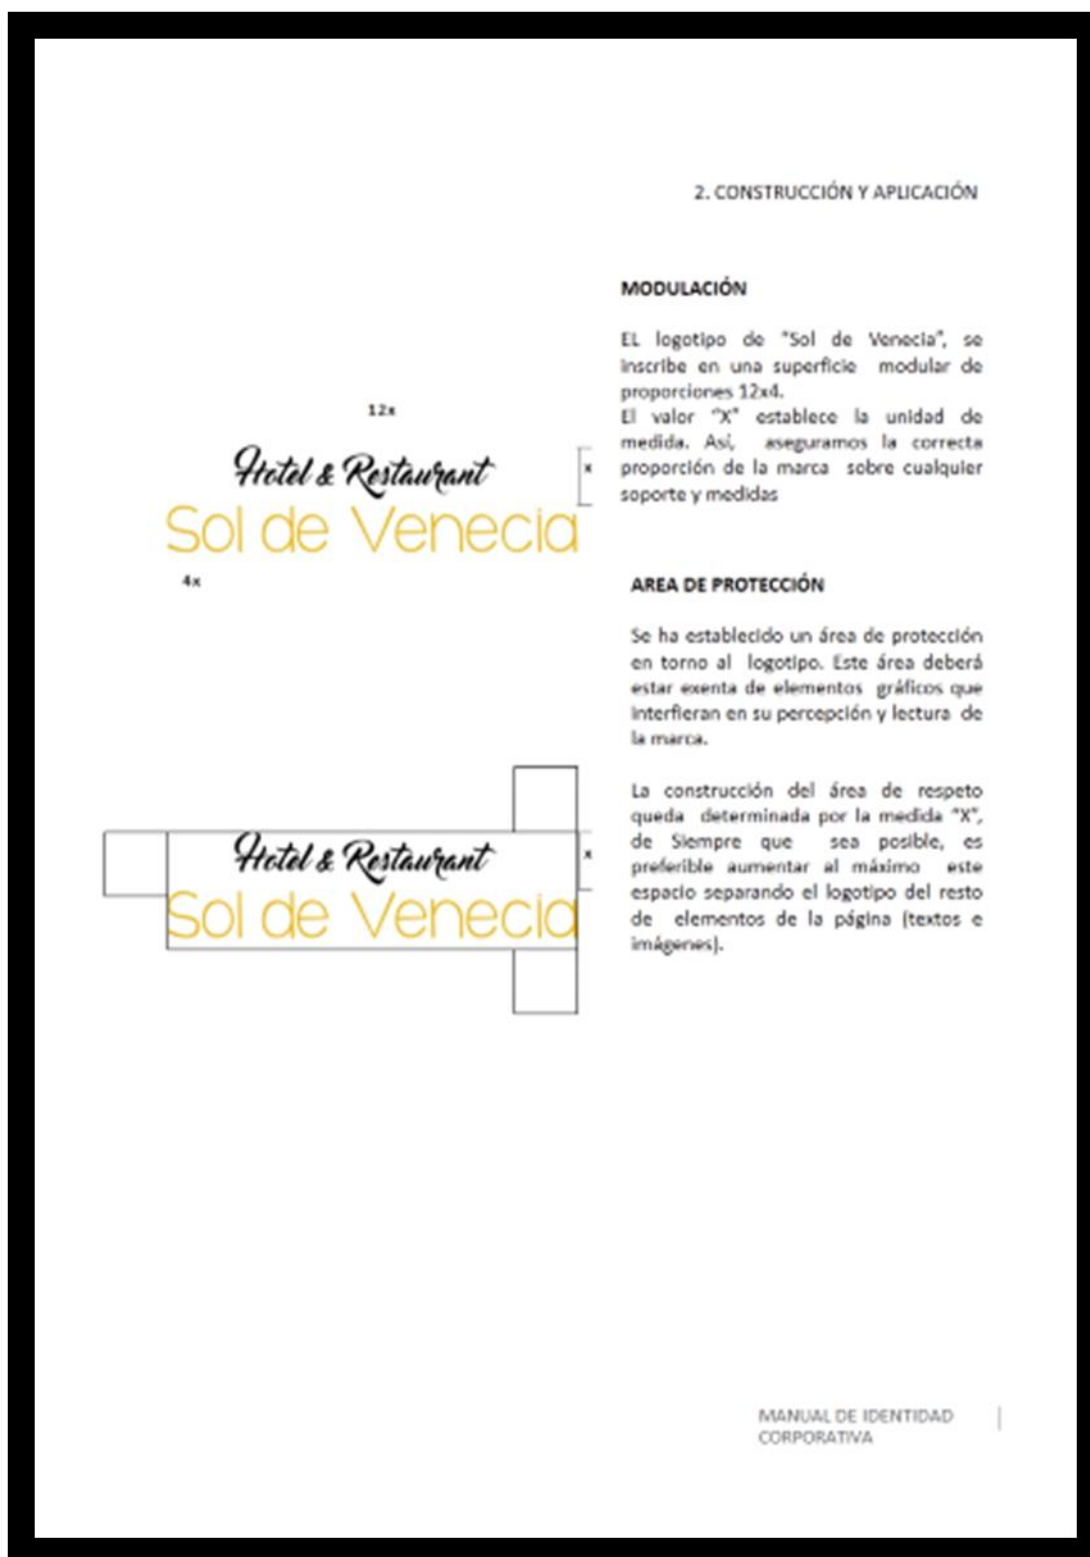 2. CONSTRUCCIÓN Y APLICACIÓN
MODULACIÓN
EL logotipo de "Sol de Venecia", se
inscribe en una superficie modular de
proporciones 12x4.
El valor "X" establece la unidad de
medida. Así, aseguramos la correcta
proporción de la marca sobre cualquier
soporte y medidas
12x
Hotel & Restaurant
x
Sol de Venecia
4x
AREA DE PROTECCIÓN
Se ha establecido un área de protección
en torno al logotipo. Este área deberá
estar exenta de elementos gráficos que
interfieran en su percepción y lectura de
la marca.
La construcción del área de respeto
queda determinada por la medida "X",
de Siempre que sea posible, es
preferible aumentar al máximo este
espacio separando el logotipo del resto
de elementos de la página (textos e
imágenes).
Hotel & Restaurant
x
Sol de Venecia
MANUAL DE IDENTIDAD
CORPORATIVA